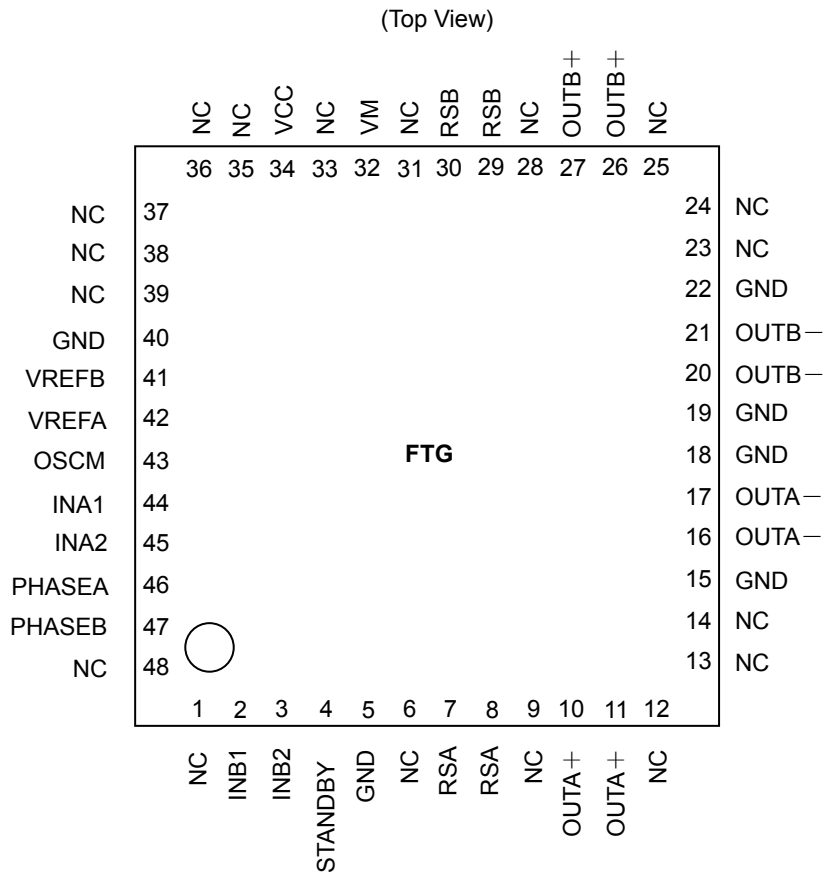 (Top View)
NC NC VCC NC VM NC RSB RSB NC OUTB+ OUTB+ NC
36 35 34 33 32 31 30 29 28 27 26 25
NC 37
NC 38
NC 39
GND 40
VREFB 41
VREFA 42
OSCM 43
INA1 44
INA2 45
PHASEA 46
PHASEB 47
NC 48
FTG
24 NC
23 NC
22 GND
21 OUTB−
20 OUTB−
19 GND
18 GND
17 OUTA−
16 OUTA−
15 GND
14 NC
13 NC
1 2 3 4 5 6 7 8 9 10 11 12
NC INB1 INB2 STANDBY GND NC RSA RSA NC OUTA+ OUTA+ NC